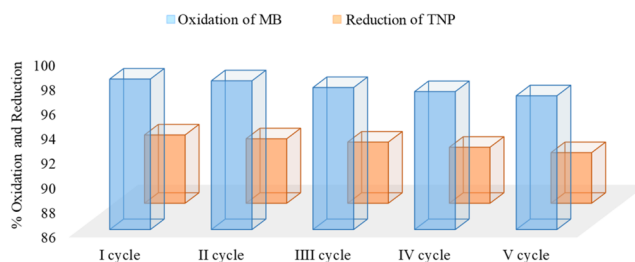 Oxidation of MB Reduction of TNP
% Oxidation and Reduction
100
98
96
94
92
90
88
86
I cycle II cycle IIII cycle IV cycle V cycle